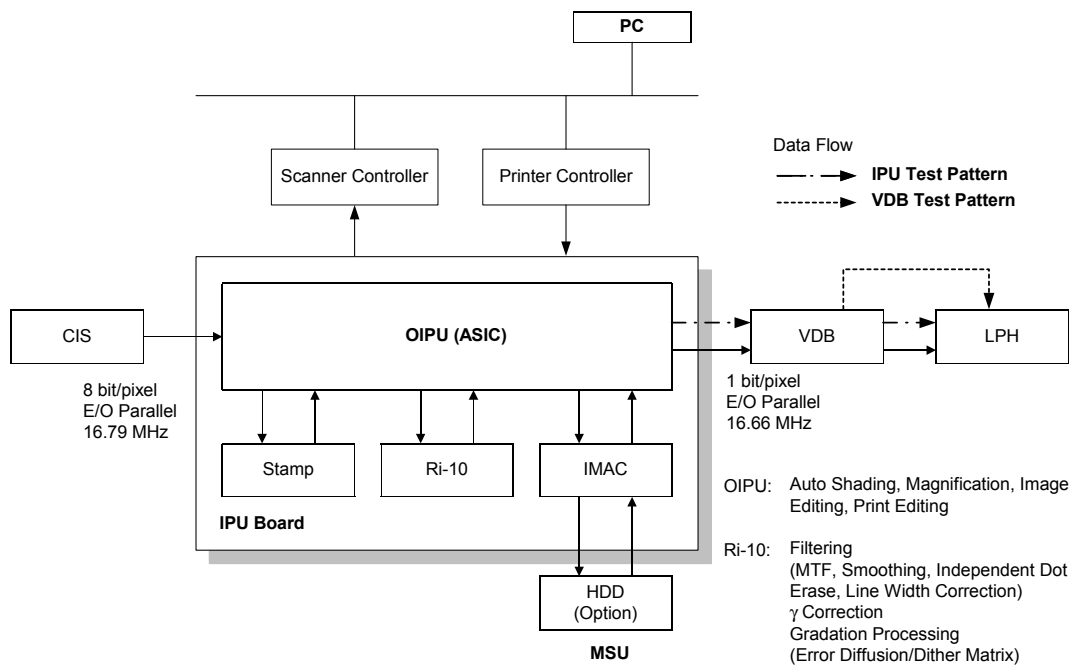 PC
Scanner Controller
Printer Controller
Data Flow
IPU Test Pattern
VDB Test Pattern
CIS
OIPU (ASIC)
VDB
LPH
8 bit/pixel
E/O Parallel
16.79 MHz
1 bit/pixel
E/O Parallel
16.66 MHz
Stamp
Ri-10
IMAC
IPU Board
HDD
(Option)
MSU
OIPU: Auto Shading, Magnification, Image
Editing, Print Editing
Ri-10: Filtering
(MTF, Smoothing, Independent Dot
Erase, Line Width Correction)
γ Correction
Gradation Processing
(Error Diffusion/Dither Matrix)